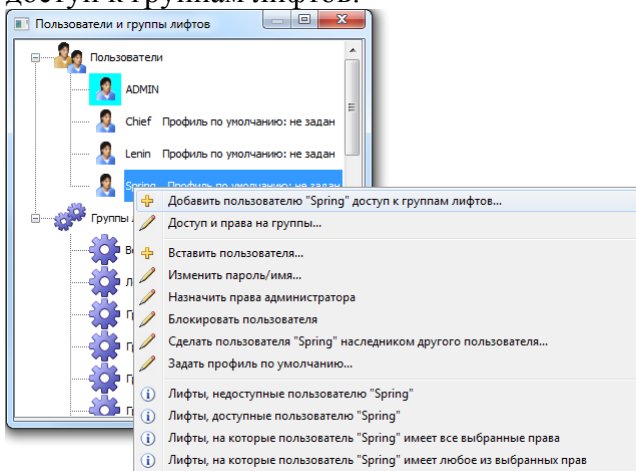 доступ к группам лифтов.
Пользователи и группы лифтов
Пользователи
ADMIN
Chief Профиль по умолчанию: не задан
Lenin Профиль по умолчанию: не задан
Spring Профиль по умолчанию: не задан
Добавить пользователю "Spring" доступ к группам лифтов...
Группы
Доступ и права на группы...
Вставить пользователя...
Изменить пароль/имя...
Назначить права администратора
Блокировать пользователя
Сделать пользователя "Spring" наследником другого пользователя...
Задать профиль по умолчанию...
Лифты, недоступные пользователю "Spring"
Лифты, доступные пользователю "Spring"
Лифты, на которые пользователь "Spring" имеет все выбранные права
Лифты, на которые пользователь "Spring" имеет любое из выбранных прав